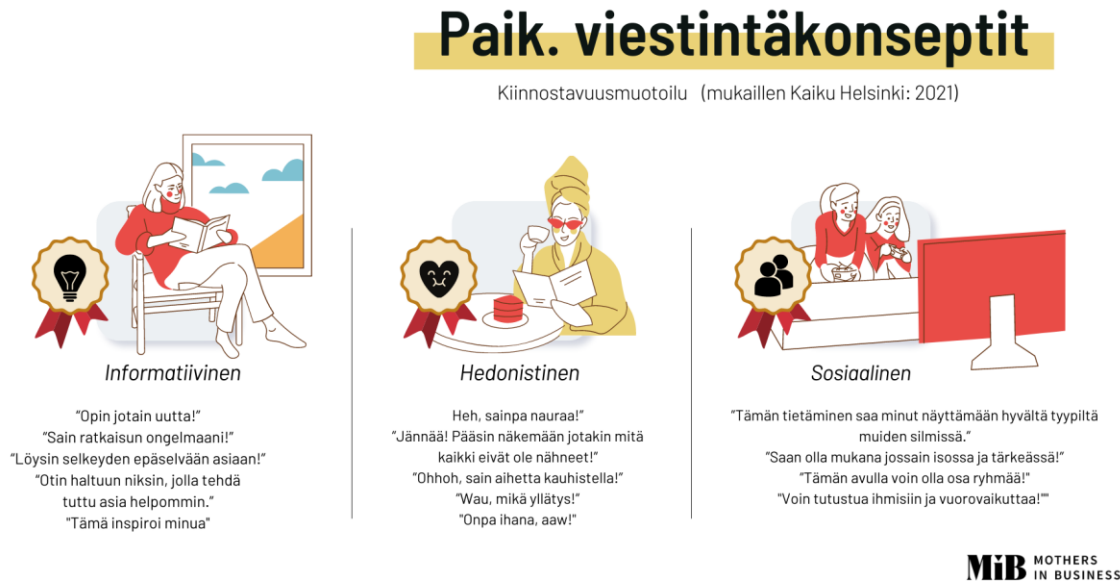 Paik. viestintäkonseptit
Kiinnostavuusmuotoilu (mukaillen Kaiku Helsinki: 2021)
Informatiivinen
“Opin jotain uutta!”
“Sain ratkaisun ongelmaani!”
“Löysin selkeyden epäselvään asiaan!”
“Otin haltuun niksin, jolla tehdä
tuttu asia helpommin.”
"Tämä inspiroi minua"
Hedonistinen
Heh, sainpa nauraa!”
“Jännää! Pääsin näkemään jotakin mitä
kaikki eivät ole nähneet!”
“Ohhoh, sain aihetta kauhistella!”
“Wau, mikä yllätys!”
"Onpa ihana, aaw!"
Sosiaalinen
“Tämän tietäminen saa minut näyttämään hyvältä tyypiltä
muiden silmissä.”
“Saan olla mukana jossain isossa ja tärkeässä!”
“Tämän avulla voin olla osa ryhmää!"
"Voin tutustua ihmisiin ja vuorovaikuttaa!""
MiB MOTHERS
IN BUSINESS